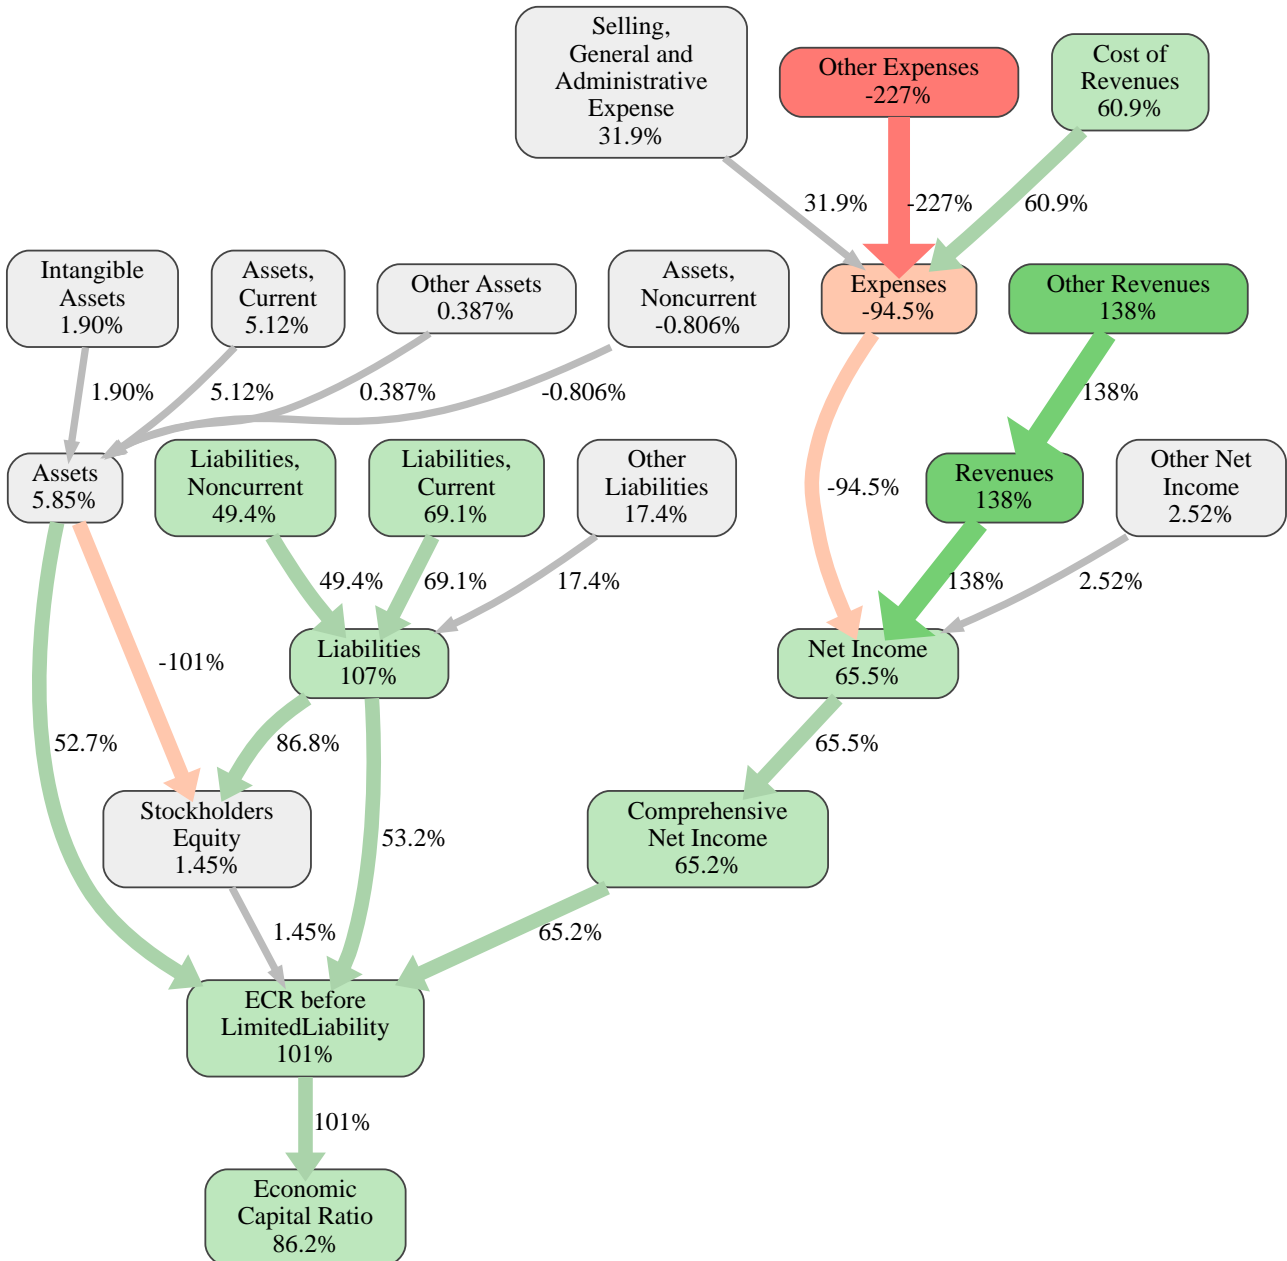 Selling,
General and
Administrative
Expense
31.9%
Other Expenses
-227%
Cost of
Revenues
60.9%
31.9%
-227%
60.9%
Intangible
Assets
1.90%
Assets,
Current
5.12%
Other Assets
0.387%
Assets,
Noncurrent
-0.806%
Expenses
-94.5%
Other Revenues
138%
1.90%
5.12%
0.387%
-0.806%
138%
Assets
5.85%
Liabilities,
Noncurrent
49.4%
Liabilities,
Current
69.1%
Other
Liabilities
17.4%
-94.5%
Revenues
138%
Other Net
Income
2.52%
49.4%
69.1%
17.4%
138%
2.52%
-101%
Liabilities
107%
Net Income
65.5%
52.7%
86.8%
65.5%
Stockholders
Equity
1.45%
53.2%
Comprehensive
Net Income
65.2%
1.45%
65.2%
ECR before
LimitedLiability
101%
101%
Economic
Capital Ratio
86.2%